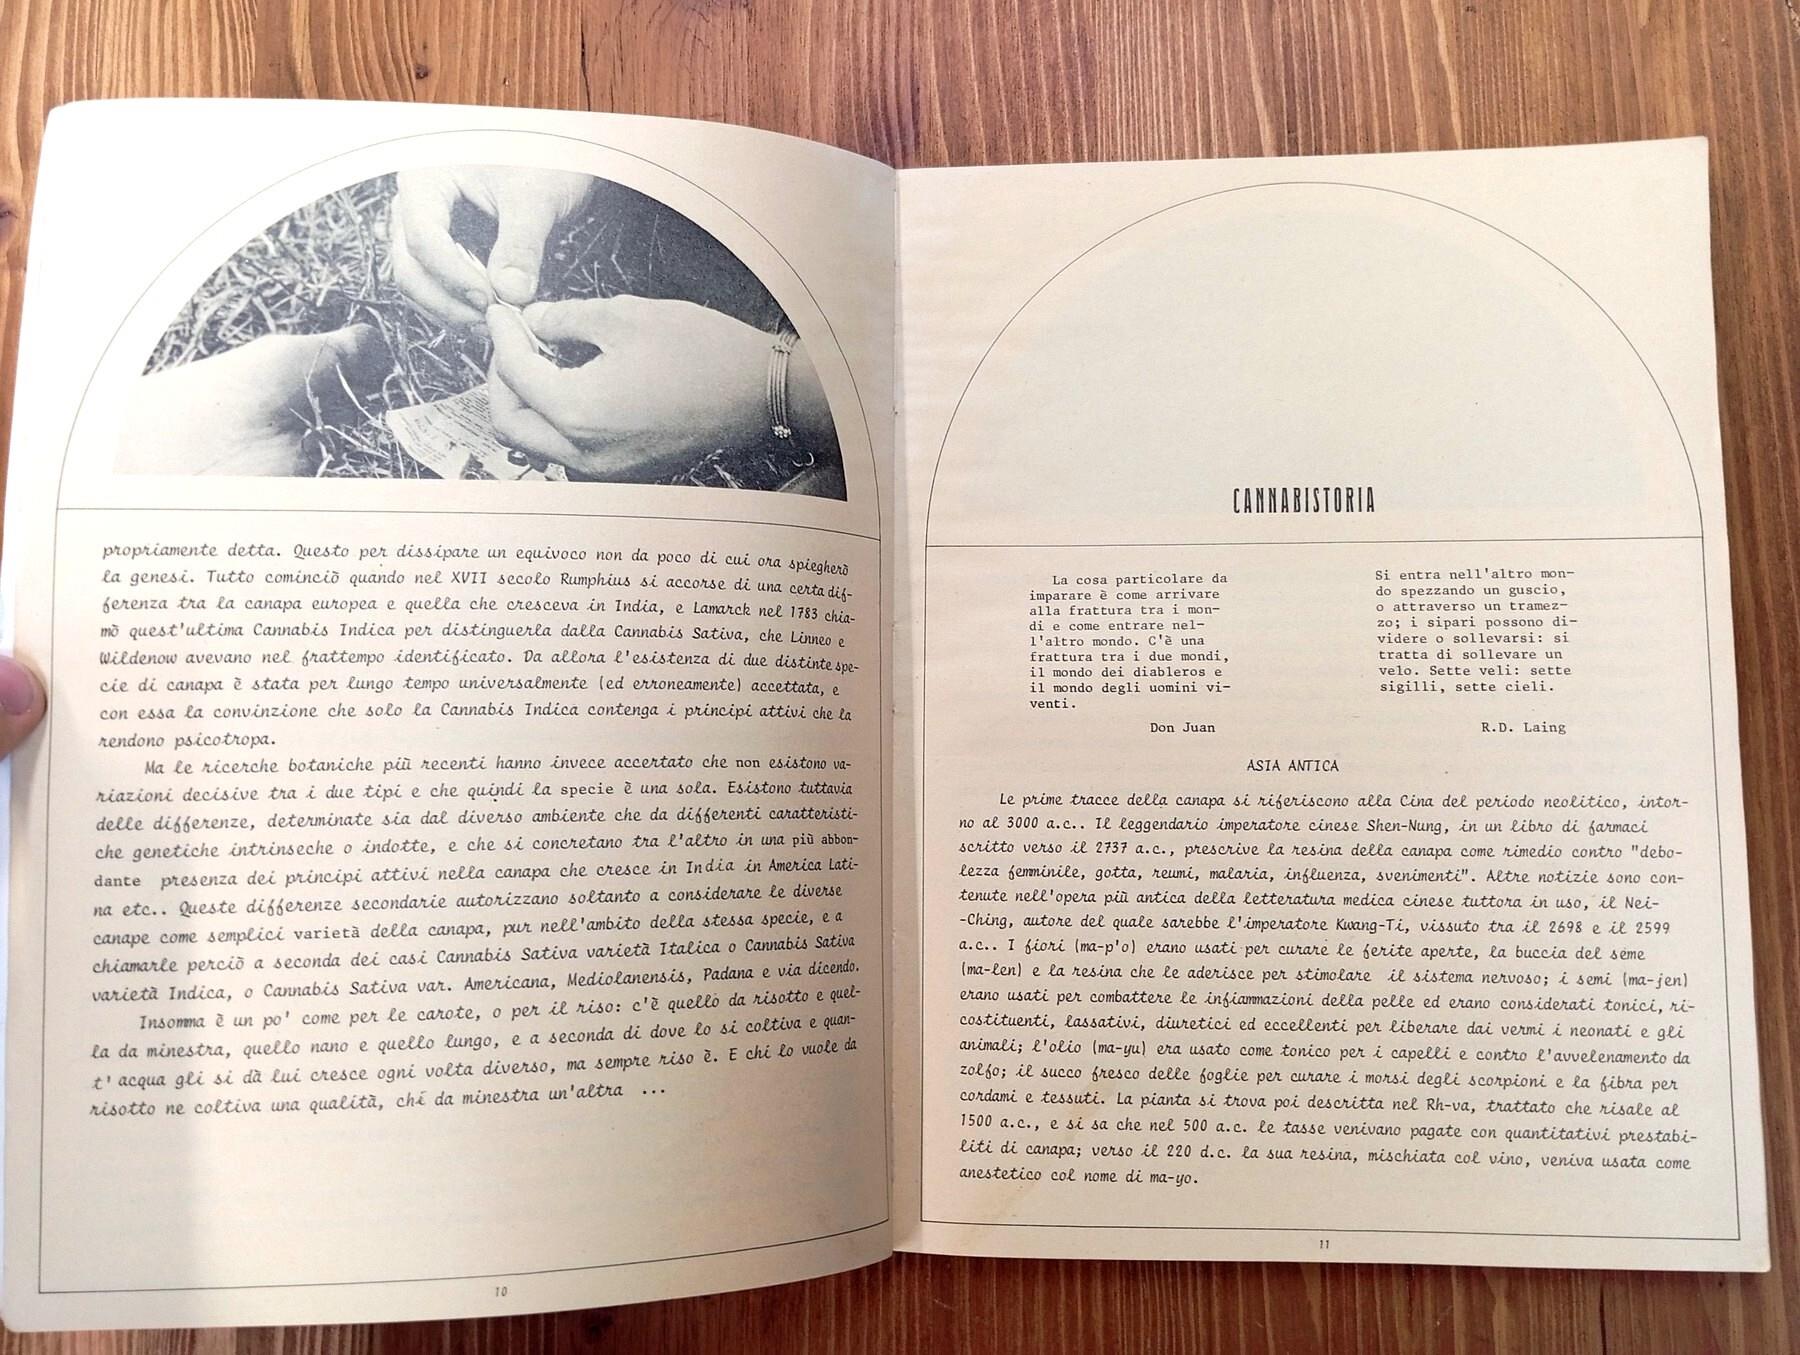 propriamente detta. Questo per dissipare un equivoco non da poco di cui ora spiegherò
la genesi. Tutto cominciò quando nel XVII secolo Rumphius si accorse di una certa dif-
ferenza tra la canapa europea e quella che cresceva in India, e Lamarck nel 1783 chia-
mò quest'ultima Cannabis Indica per distinguerla dalla Cannabis Sativa, che Linneo e
Wildenow avevano nel frattempo identificato. Da allora l'esistenza di due distinte spe-
cie di canapa è stata per lungo tempo universalmente (ed erroneamente) accettata, e
con essa la convinzione che solo la Cannabis Indica contenga i principi attivi che la
rendono psicotropa.
Ma le ricerche botaniche più recenti hanno invece accertato che non esistono va-
riazioni decisive tra i due tipi e che quindi la specie è una sola. Esistono tuttavia
delle differenze, determinate sia dal diverso ambiente che da differenti caratteristi-
che genetiche intrinseche o indotte, e che si concretano tra l'altro in una più abbon-
dante presenza dei principi attivi nella canapa che cresce in India in America Lati-
na etc.. Queste differenze secondarie autorizzano soltanto a considerare le diverse
canape come semplici varietà della canapa, pur nell'ambito della stessa specie, e a
chiamarle perciò a seconda dei casi Cannabis Sativa varietà Italica o Cannabis Sativa
varietà Indica, o Cannabis Sativa var. Americana, Mediolanensis, Padana e via dicendo.
Insomma è un po' come per le carote, o per il riso: c'è quello da risotto e quel-
la da minestra, quello nano e quello lungo, e a seconda di dove lo si coltiva e quan-
t' acqua gli si dà lui cresce ogni volta diverso, ma sempre riso è. E chi lo vuole da
risotto ne coltiva una qualità, chi da minestra un'altra ...
10
CANNABISTORIA
La cosa particolare da
imparare è come arrivare
alla frattura tra i mon-
di e come entrare nel-
l'altro mondo. C'è una
frattura tra i due mondi,
il mondo dei diableros e
il mondo degli uomini vi-
venti.
Don Juan
Si entra nell'altro mon-
do spezzando un guscio,
o attraverso un tramez-
zo; i sipari possono di-
videre o sollevarsi: si
tratta di sollevare un
velo. Sette veli: sette
sigilli, sette cieli.
R.D. Laing
ASIA ANTICA
Le prime tracce della canapa si riferiscono alla Cina del periodo neolitico, intor-
no al 3000 a.c.. Il leggendario imperatore cinese Shen-Nung, in un libro di farmaci
scritto verso il 2737 a.c., prescrive la resina della canapa come rimedio contro "debo-
lezza femminile, gotta, reumi, malaria, influenza, svenimenti". Altre notizie sono con-
tenute nell'opera più antica della letteratura medica cinese tuttora in uso, il Nei-
-Ching, autore del quale sarebbe l'imperatore Kwang-Ti, vissuto tra il 2698 e il 2599
a.c.. I fiori (ma-p'o) erano usati per curare le ferite aperte, la buccia del seme
(ma-len) e la resina che le aderisce per stimolare il sistema nervoso; i semi (ma-jen)
erano usati per combattere le infiammazioni della pelle ed erano considerati tonici, ri-
costituenti, lassativi, diuretici ed eccellenti per liberare dai vermi i neonati e gli
animali; l'olio (ma-yu) era usato come tonico per i capelli e contro l'avvelenamento da
zolfo; il succo fresco delle foglie per curare i morsi degli scorpioni e la fibra per
cordami e tessuti. La pianta si trova poi descritta nel Rh-va, trattato che risale al
1500 a.c., e si sa che nel 500 a.c. le tasse venivano pagate con quantitativi prestabi-
liti di canapa; verso il 220 d.c. la sua resina, mischiata col vino, veniva usata come
anestetico col nome di ma-yo.
11